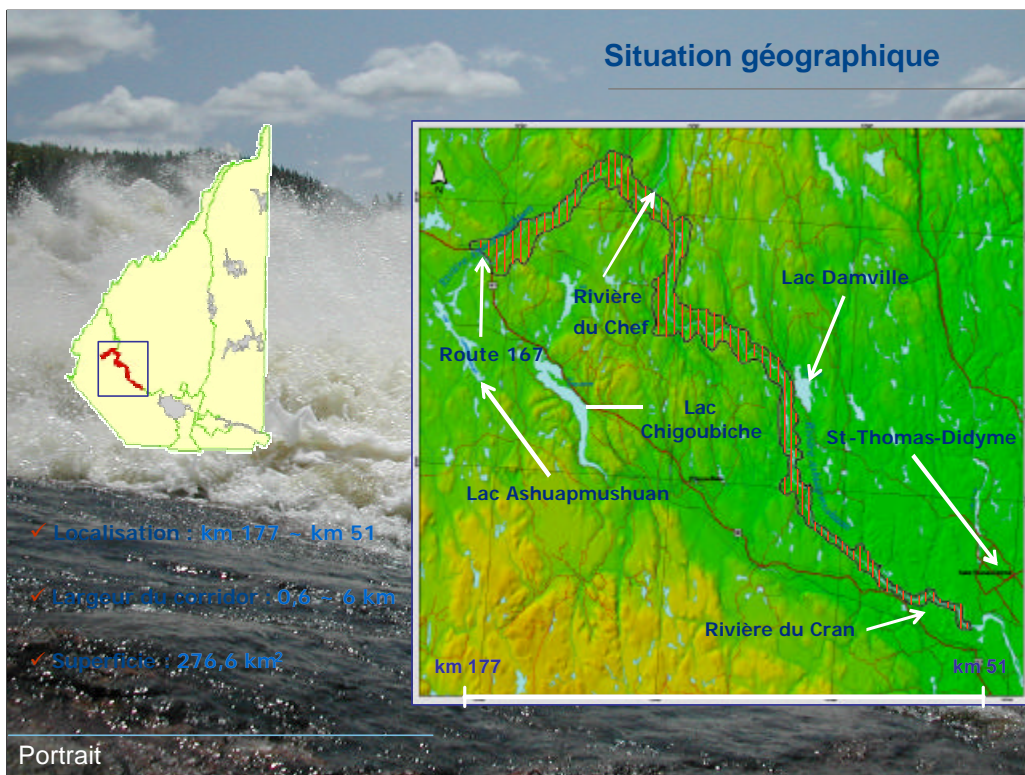 Situation géographique
Rivière
du Chef
Lac Damville
Route 167
Lac
Chigoubiche
St-Thomas-Didyme
Lac Ashuapmushuan
✓ Localisation : km 177 – km 51
✓ Largeur du corridor : 0,6 – 6 km
✓ Superficie : 276,6 km²
Rivière du Cran
km 177
km 51
Portrait